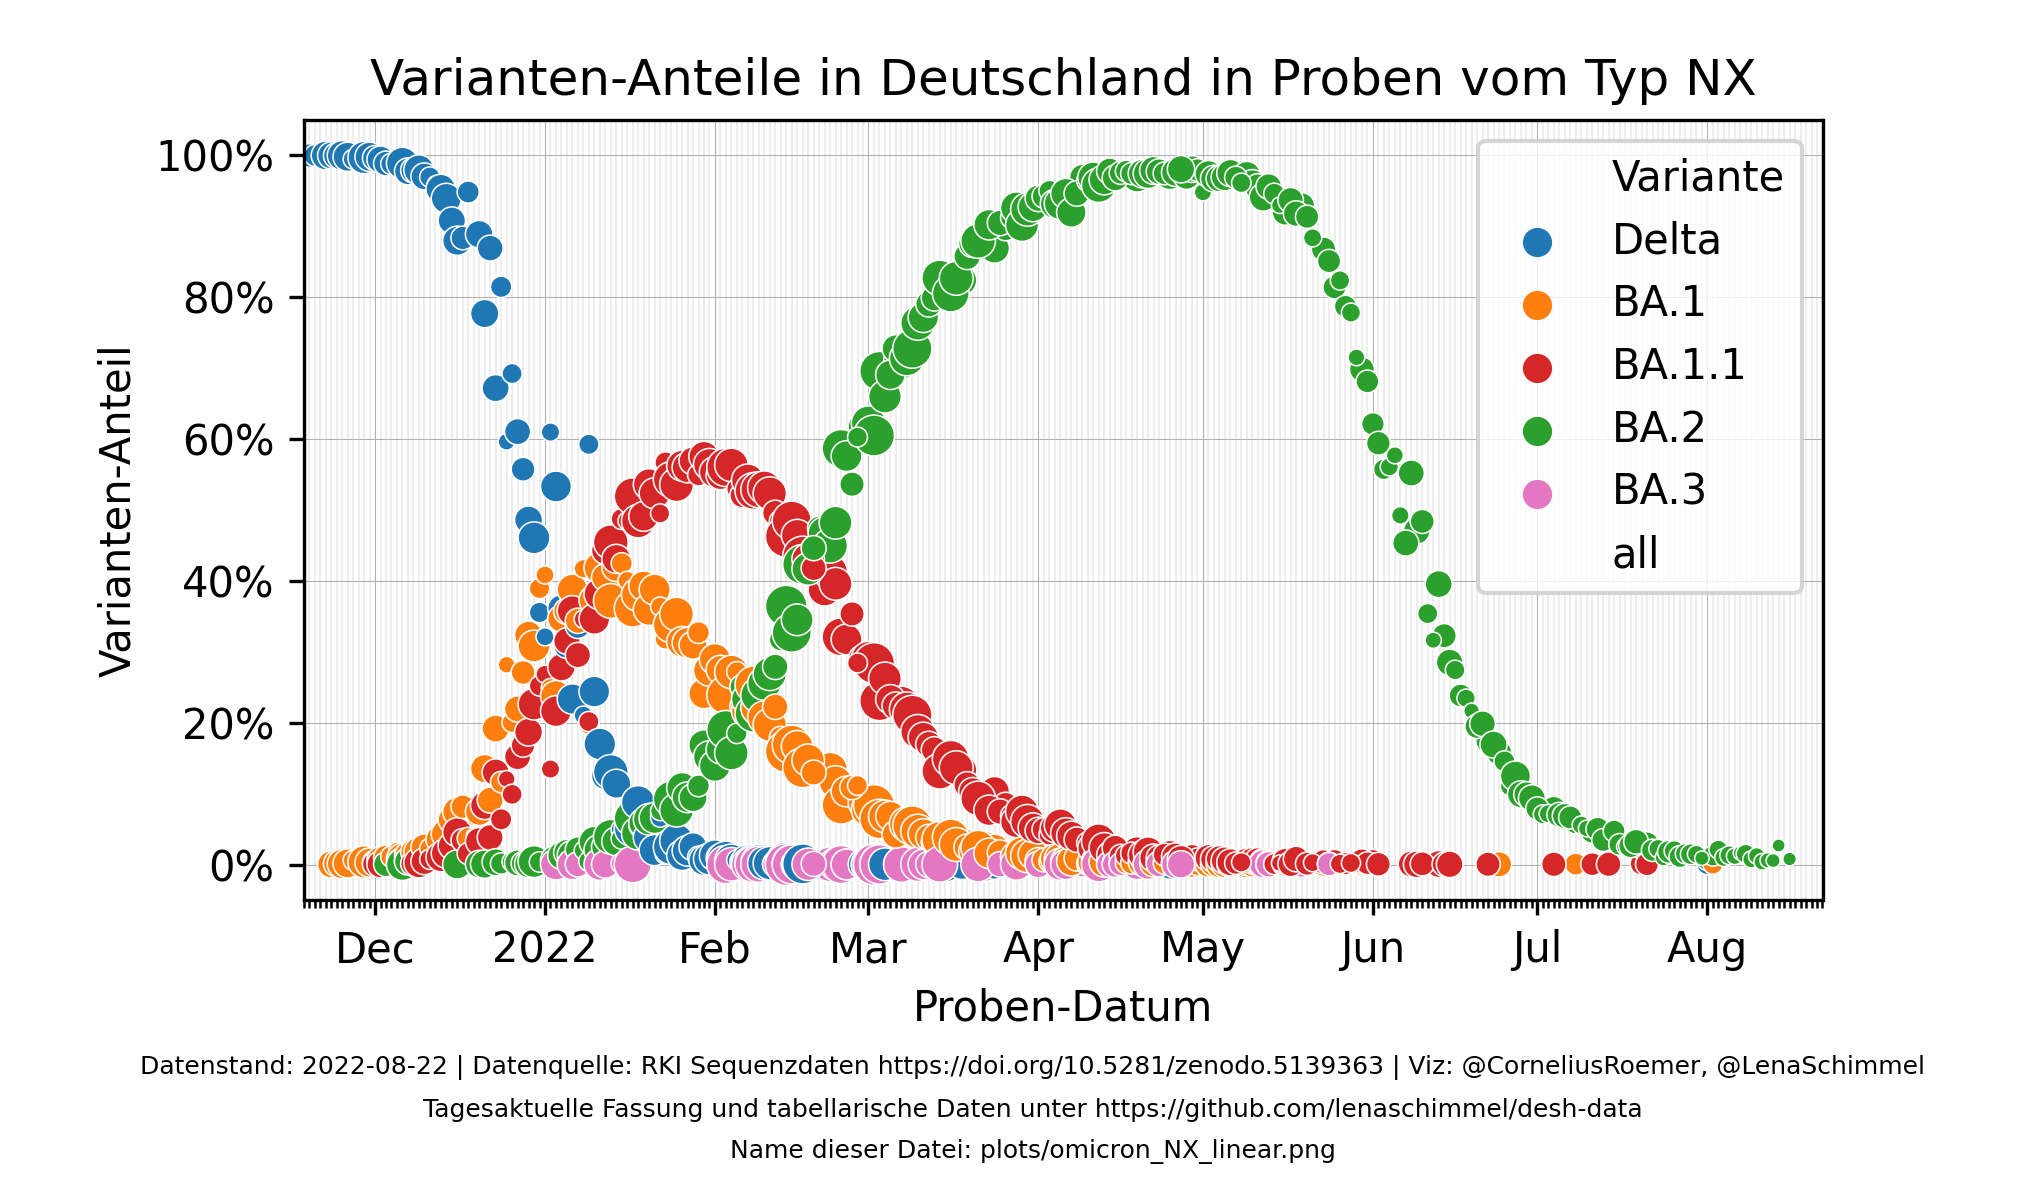 Varianten-Anteile in Deutschland in Proben vom Typ NX
Varianten-Anteil
100%
80%
60%
40%
20%
0%
Variante
Delta
BA.1
BA.1.1
BA.2
BA.3
all
Dec
2022
Feb
Mar
Apr
May
Jun
Jul
Aug
Proben-Datum
Datenstand: 2022-08-22 | Datenquelle: RKI Sequenzdaten https://doi.org/10.5281/zenodo.5139363 | Viz: @CorneliusRoemer, @LenaSchimmel
Tagesaktuelle Fassung und tabellarische Daten unter https://github.com/lenaschimmel/desh-data
Name dieser Datei: plots/omicron_NX_linear.png